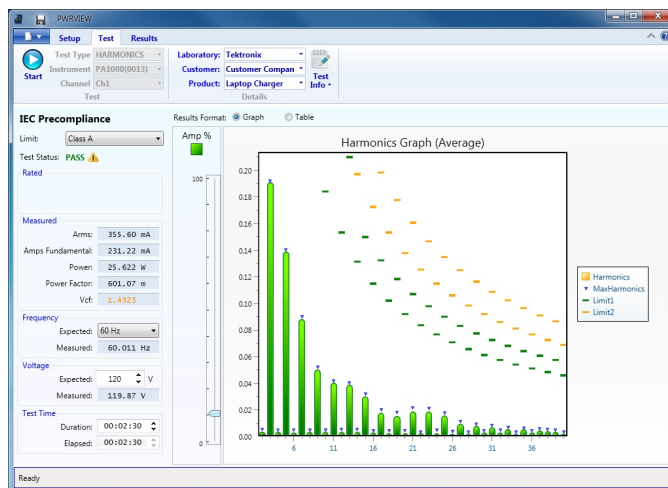 PWRVIEW
Setup Test Results
Test Type HARMONICS
Instrument PA1000(0013)
Channel Ch1
Start
Test
Laboratory: Tektronix
Customer: Customer Compan
Product: Laptop Charger
Test Info
Details
IEC Precompliance
Limit: Class A
Test Status: PASS
Rated
Measured
Arms: 355.60 mA
Amps Fundamental: 231.22 mA
Power: 25.622 W
Power Factor: 601.07 m
Vcf: 1.4323
Frequency
Expected: 60 Hz
Measured: 60.011 Hz
Voltage
Expected: 120 V
Measured: 119.87 V
Test Time
Duration: 00:02:30
Elapsed: 00:02:30
Results Format: Graph Table
Amp %
100
0
Harmonics Graph (Average)
0.20
0.18
0.16
0.14
0.12
0.10
0.08
0.06
0.04
0.02
0.00
6 11 16 21 26 31 36
Harmonics
MaxHarmonics
Limit1
Limit2
Ready